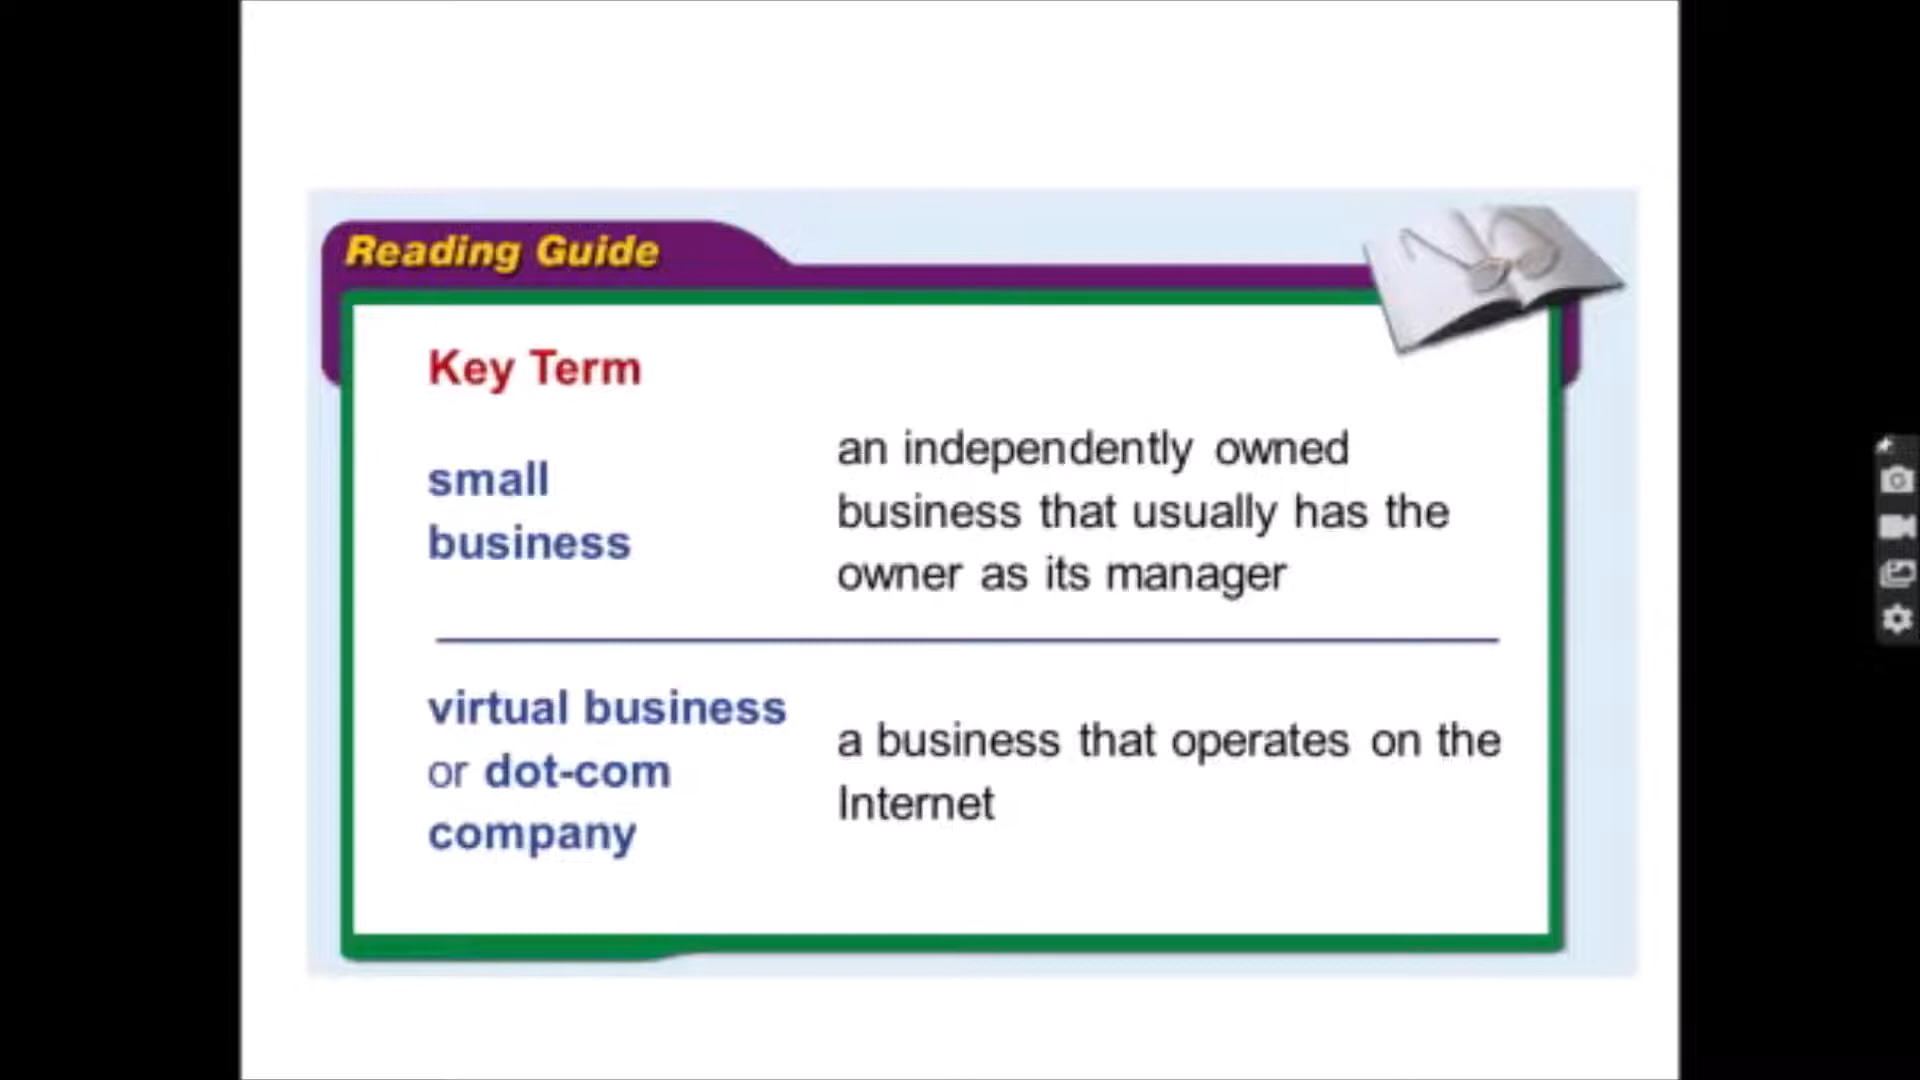 Reading Guide
Key Term
small
business
an independently owned
business that usually has the
owner as its manager
virtual business
or dot-com
company
a business that operates on the
Internet